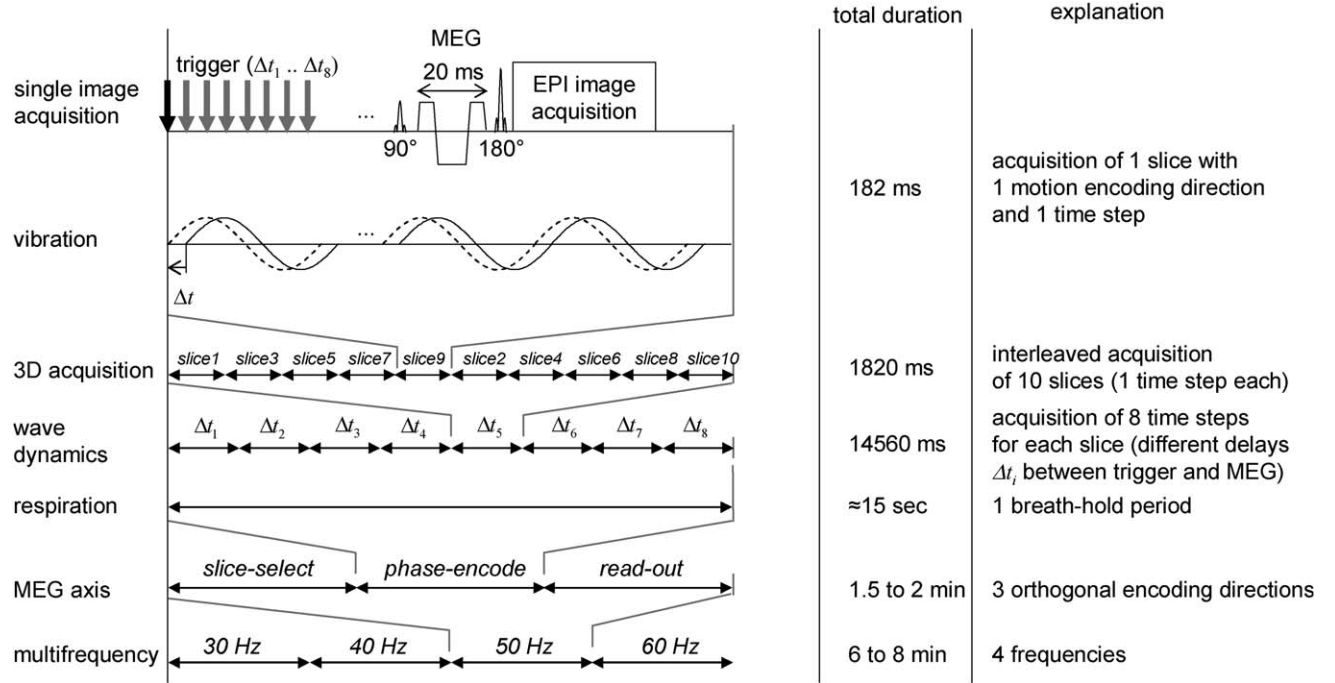 total duration
explanation
MEG
trigger (Δt₁ .. Δt₈)
20 ms
single image
acquisition
...
EPI image
acquisition
90°
180°
182 ms
acquisition of 1 slice with
1 motion encoding direction
and 1 time step
vibration
...
Δt
3D acquisition
slice1 slice3 slice5 slice7 slice9 slice2 slice4 slice6 slice8 slice10
1820 ms
interleaved acquisition
of 10 slices (1 time step each)
wave
dynamics
Δt₁ Δt₂ Δt₃ Δt₄ Δt₅ Δt₆ Δt₇ Δt₈
14560 ms
acquisition of 8 time steps
for each slice (different delays
Δtᵢ between trigger and MEG)
respiration
≈15 sec
1 breath-hold period
MEG axis
slice-select phase-encode read-out
1.5 to 2 min
3 orthogonal encoding directions
multifrequency
30 Hz 40 Hz 50 Hz 60 Hz
6 to 8 min
4 frequencies